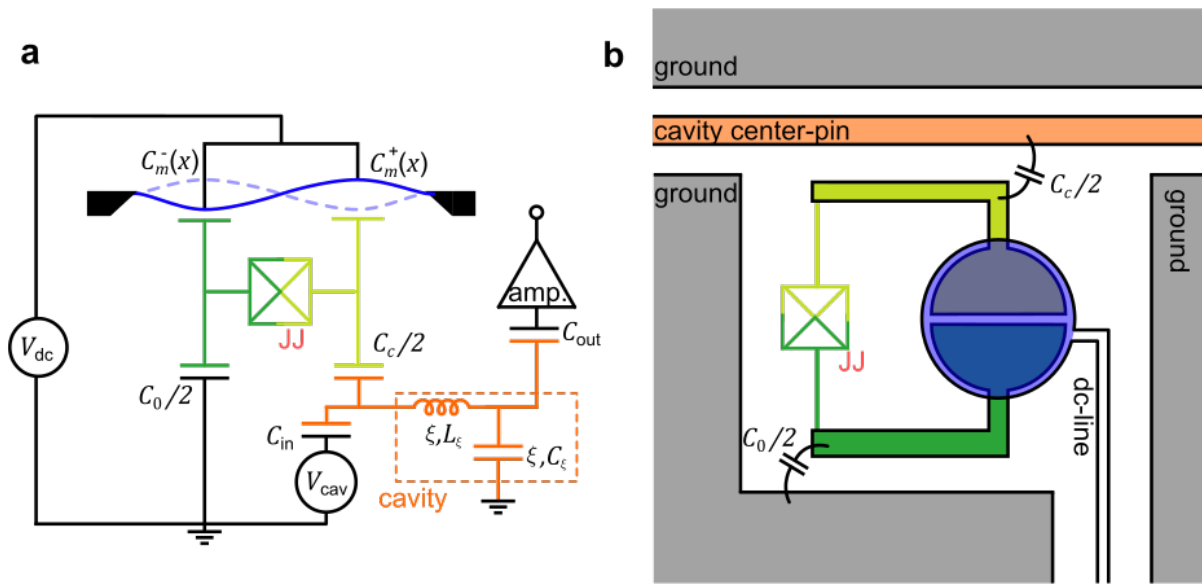 a
C_m^-(x)
C_m^+(x)
V_dc
JJ
C_0/2
C_c/2
amp.
C_out
C_in
ξ,L_ξ
ξ,C_ξ
V_cav
cavity
b
ground
cavity center-pin
C_c/2
ground
ground
JJ
C_0/2
dc-line